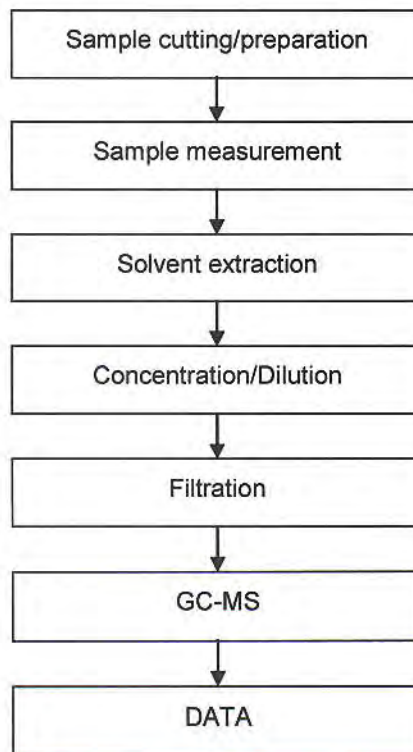 Sample cutting/preparation
Sample measurement
Solvent extraction
Concentration/Dilution
Filtration
GC-MS
DATA